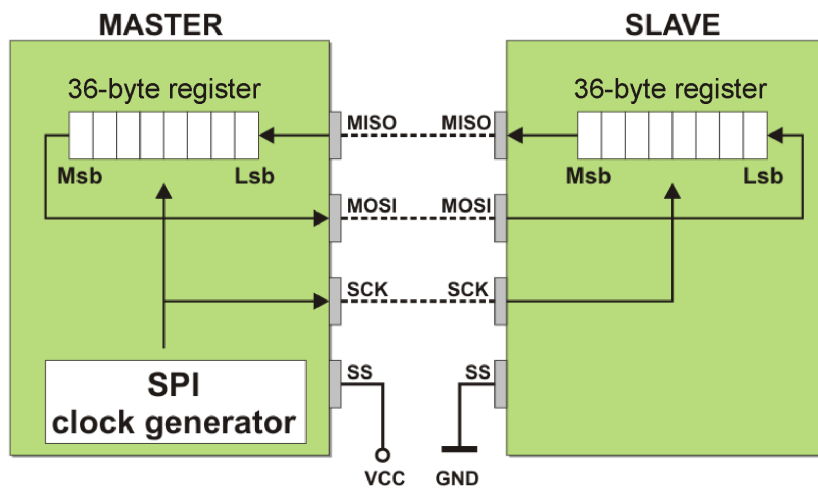 MASTER
SLAVE
36-byte register
36-byte register
MISO
MISO
Msb
Lsb
Msb
Lsb
MOSI
MOSI
SCK
SCK
SPI
clock generator
SS
SS
VCC
GND